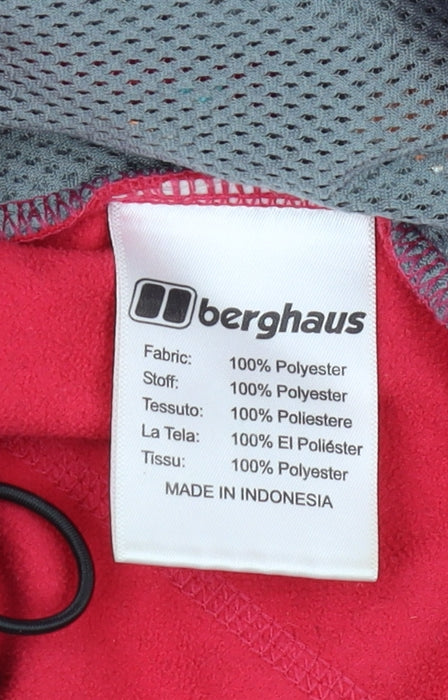 berghaus
Fabric: 100% Polyester
Stoff: 100% Polyester
Tessuto: 100% Poliestere
La Tela: 100% El Poliéster
Tissu: 100% Polyester
MADE IN INDONESIA